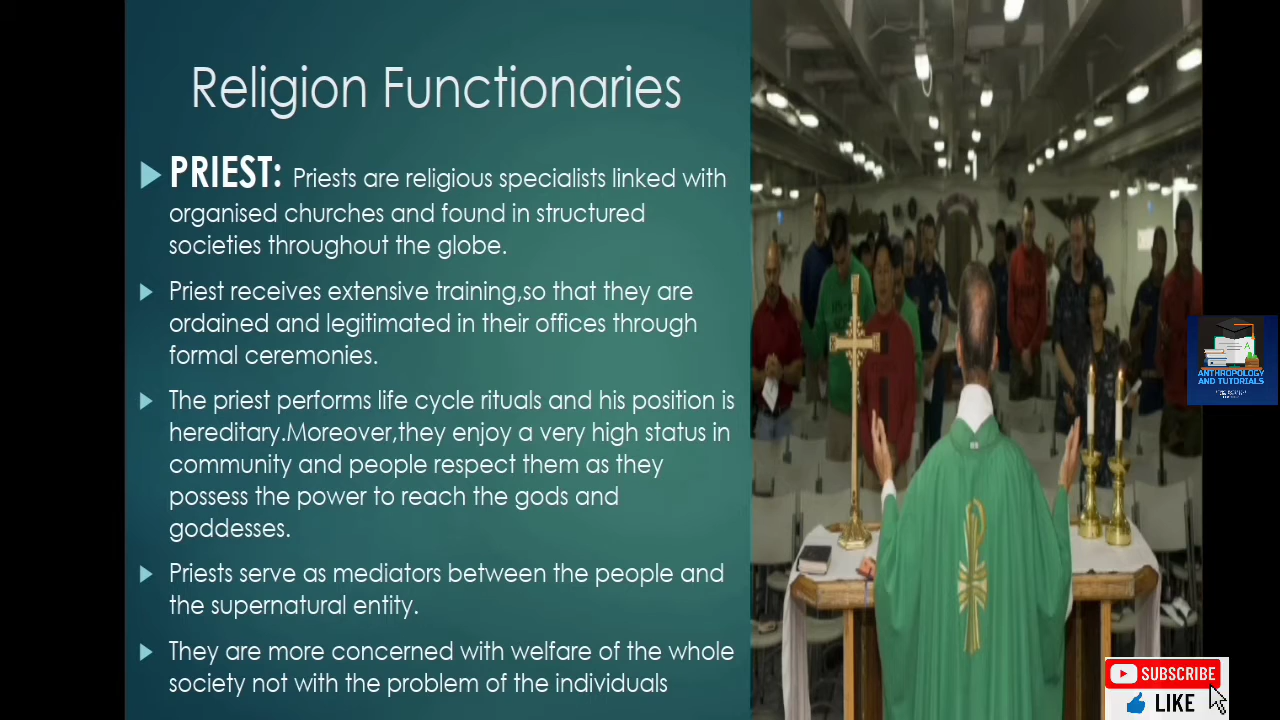 Religion Functionaries
PRIEST: Priests are religious specialists linked with
organised churches and found in structured
societies throughout the globe.
Priest receives extensive training,so that they are
ordained and legitimated in their offices through
formal ceremonies.
The priest performs life cycle rituals and his position is
hereditary.Moreover,they enjoy a very high status in
community and people respect them as they
possess the power to reach the gods and
goddesses.
Priests serve as mediators between the people and
the supernatural entity.
They are more concerned with welfare of the whole
society not with the problem of the individuals
ANTHROPOLOGY
AND TUTORIALS
SUBSCRIBE
LIKE